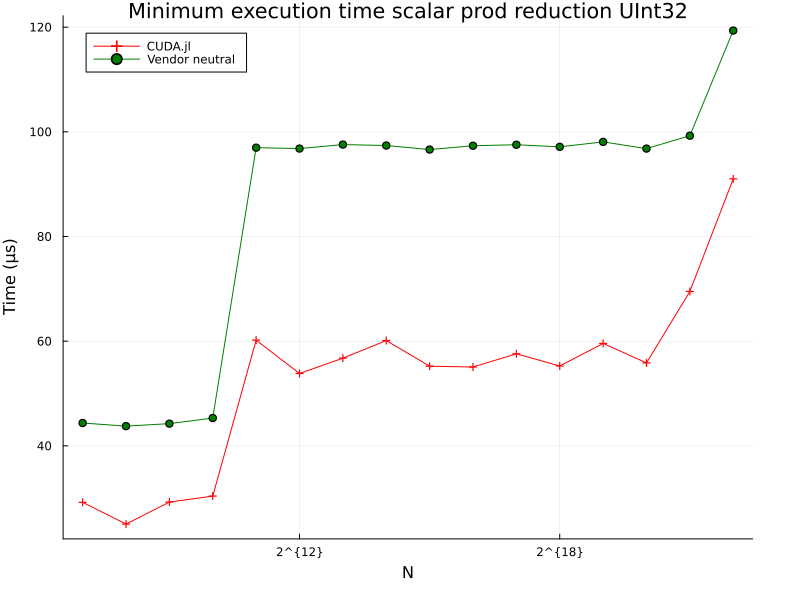 Minimum execution time scalar prod reduction UInt32
CUDA.jl
Vendor neutral
120
100
80
60
40
Time (μs)
2^{12}
2^{18}
N